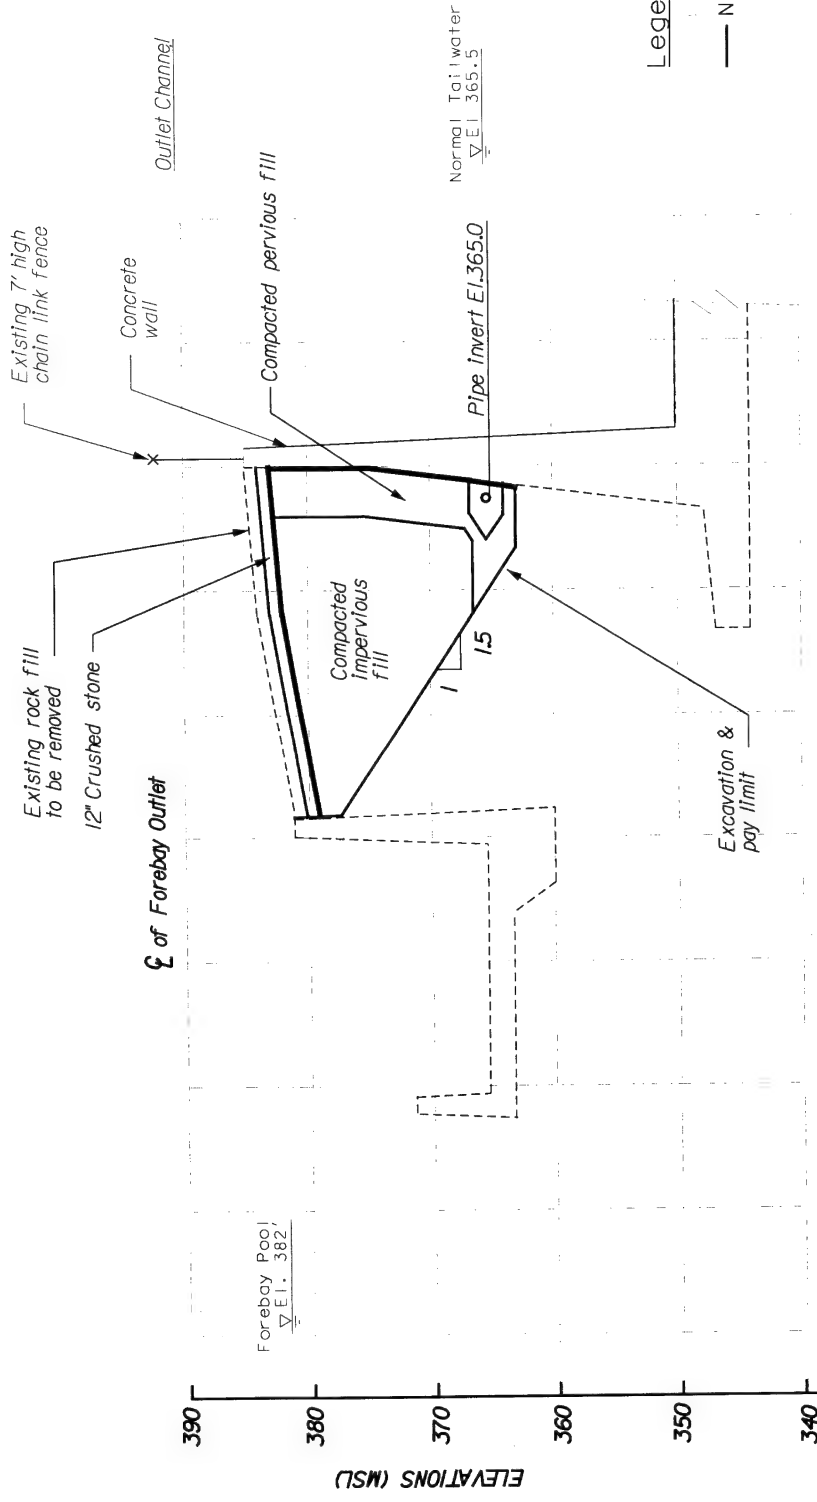 Existing 7' high
chain link fence
Outlet Channel
Concrete
wall
Existing rock fill
to be removed
12" Crushed stone
Compacted pervious fill
℄ of Forebay Outlet
Normal Tailwater
El 365.5
Forebay Pool
El. 382'
Compacted
impervious
fill
Pipe invert El.365.0
1
1.5
Excavation &
pay limit
Lege
N
390
380
370
360
350
340
ELEVATIONS (MSL)